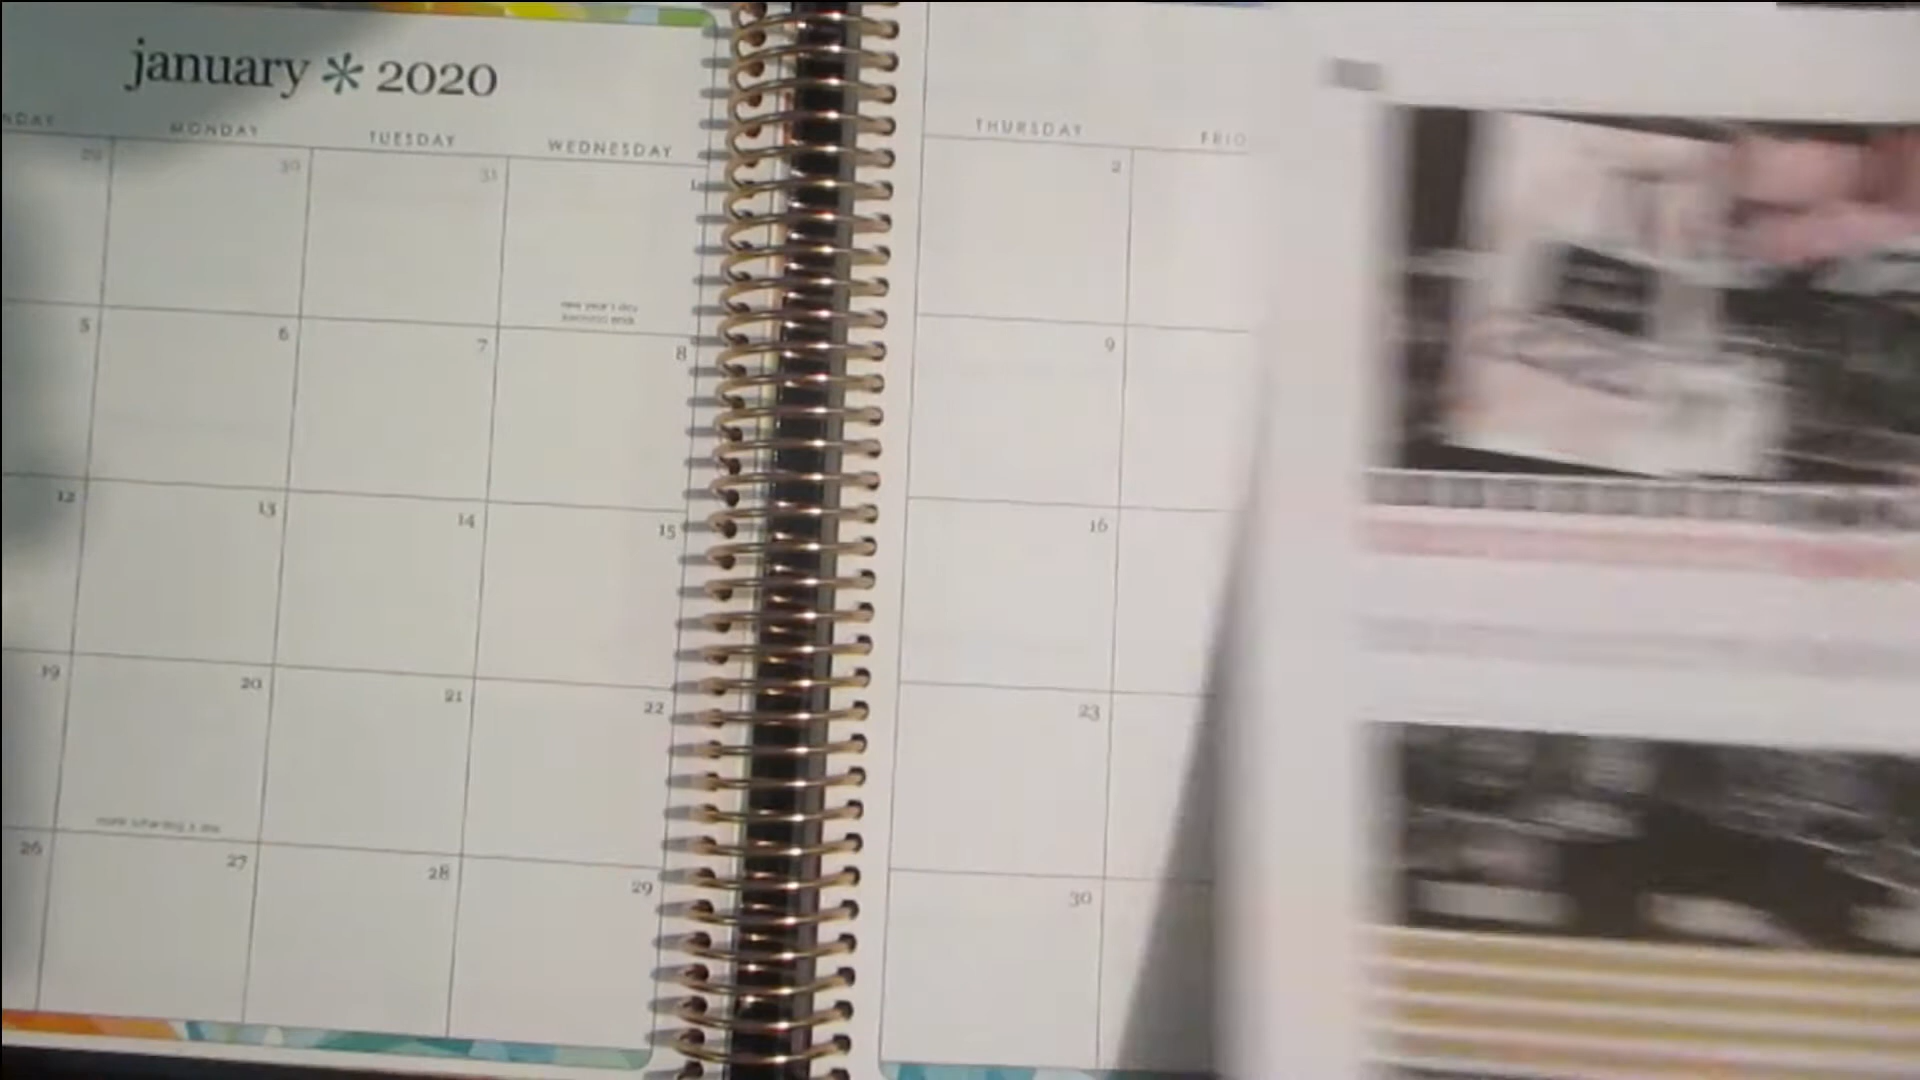 january * 2020
MONDAY TUESDAY WEDNESDAY THURSDAY
29 30 31 1 2
5 6 7 8 9
12 13 14 15 16
19 20 21 22 23
26 27 28 29 30